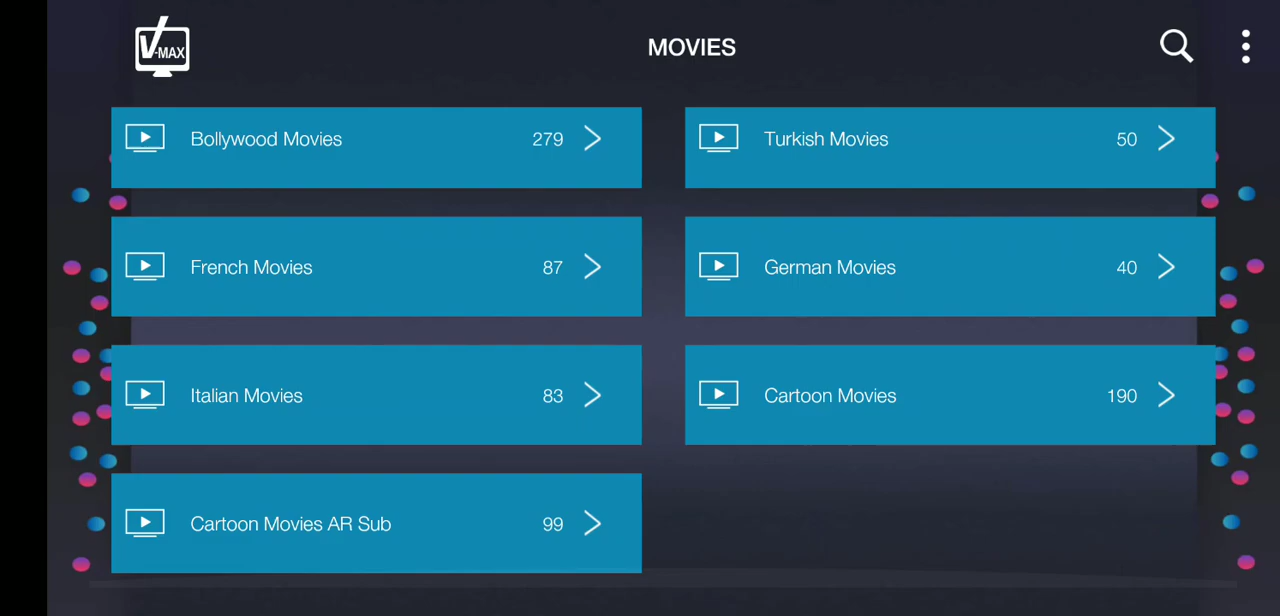 V-MAX
MOVIES
Bollywood Movies 279
Turkish Movies 50
French Movies 87
German Movies 40
Italian Movies 83
Cartoon Movies 190
Cartoon Movies AR Sub 99